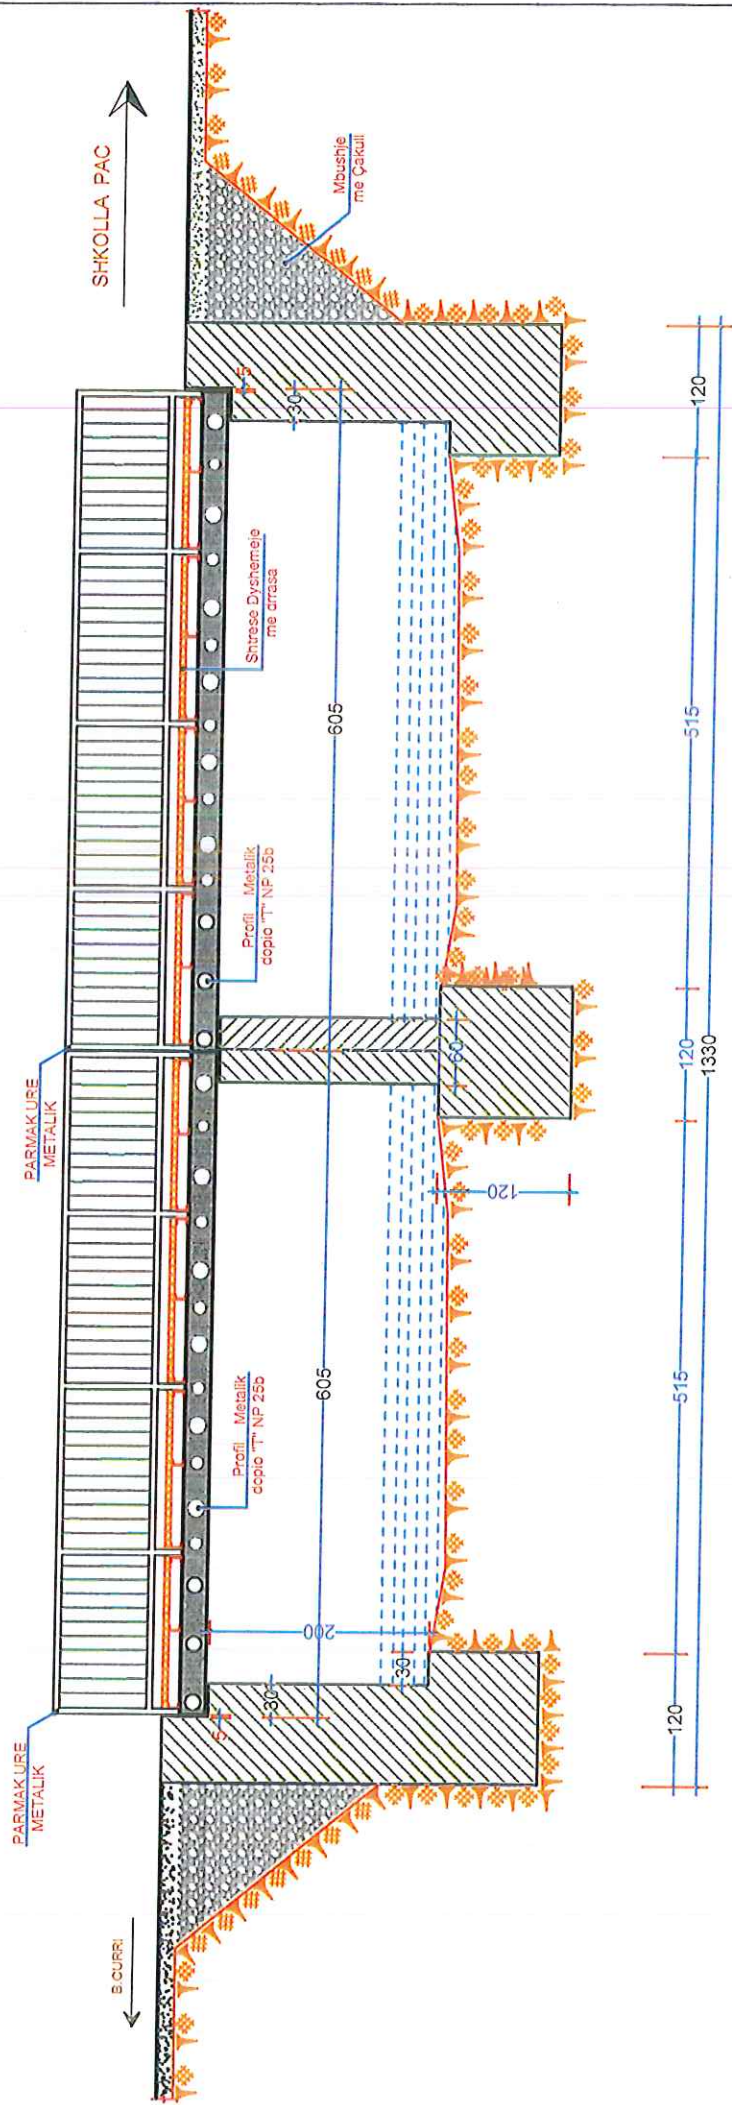 PARMAK URE
METALIK
PARMAK URE
METALIK
B.CURRI
SHKOLLA PAC
Profil Metalik
dopio "T" NP 25b
Profil Metalik
dopio "T" NP 25b
Shtrese Dyshemeje
me drrasa
Mbushje
me Çakull
5
30
200
30
605
605
5
30
60
120
120
515
120
515
120
1330